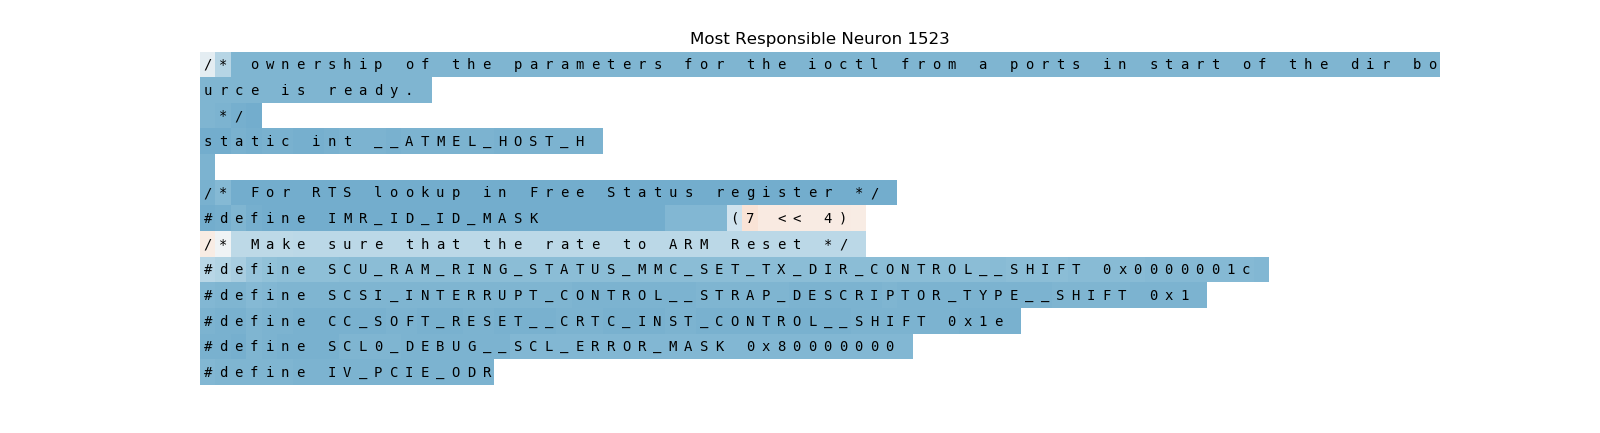 Most Responsible Neuron 1523
/* ownership of the parameters for the ioctl from a ports in start of the dir bo
urce is ready.
 */
static int __ATMEL_HOST_H

/* For RTS lookup in Free Status register */
#define IMR_ID_ID_MASK            (7 << 4)
/* Make sure that the rate to ARM Reset */
#define SCU_RAM_RING_STATUS_MMC_SET_TX_DIR_CONTROL__SHIFT 0x0000001c
#define SCSI_INTERRUPT_CONTROL__STRAP_DESCRIPTOR_TYPE__SHIFT 0x1
#define CC_SOFT_RESET__CRTC_INST_CONTROL__SHIFT 0x1e
#define SCL0_DEBUG__SCL_ERROR_MASK 0x80000000
#define IV_PCIE_ODR